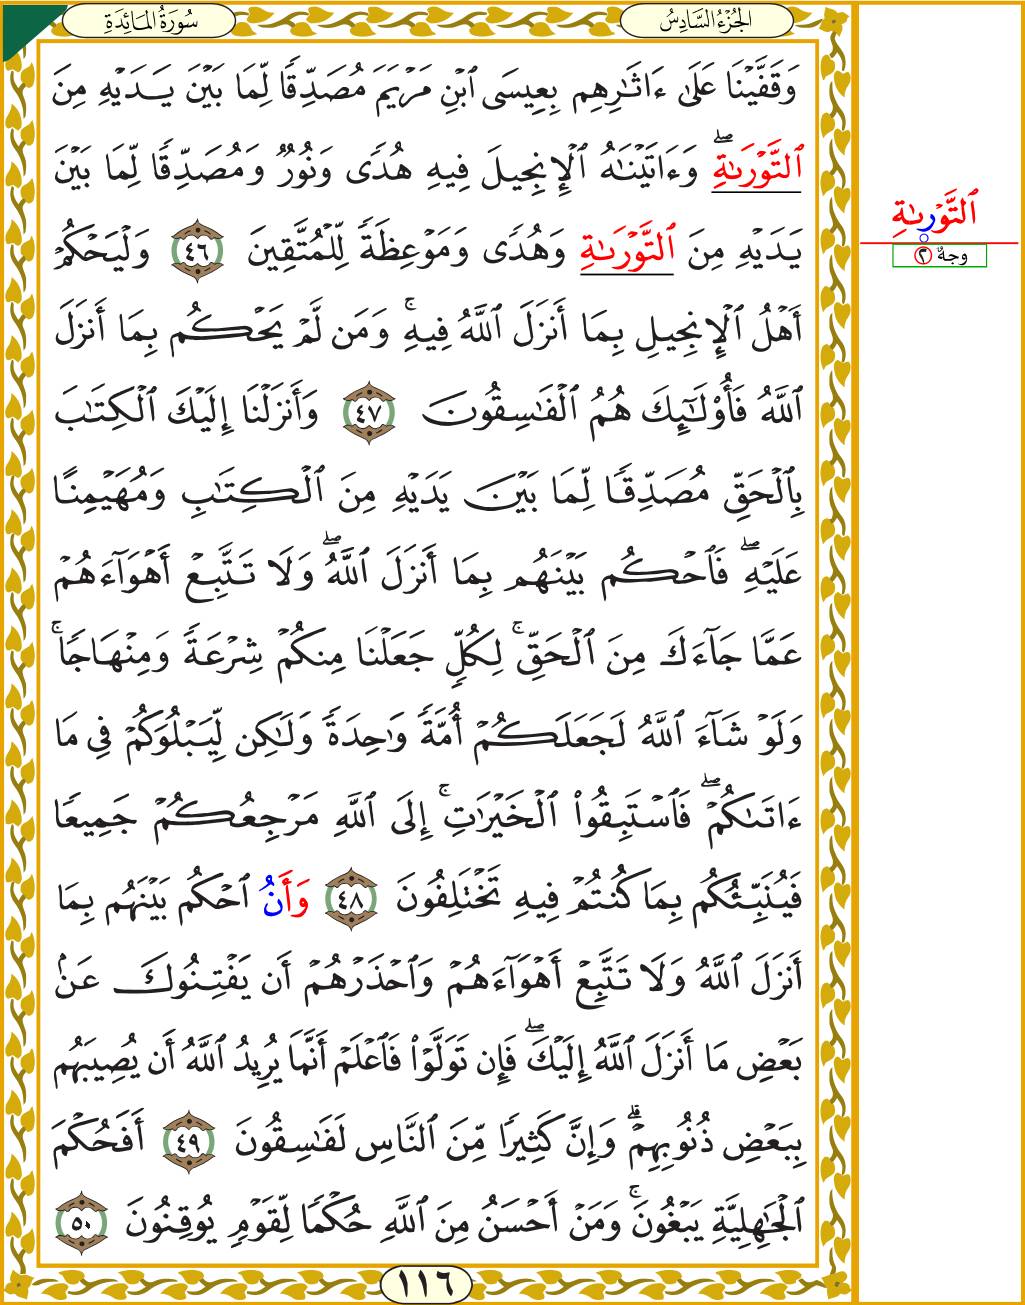 سُورَةُ المَائِدَةِ
الجُزْءُ السَّادِسُ
وَقَفَّيْنَا عَلَىٰ ءَاثَٰرِهِم بِعِيسَى ٱبْنِ مَرْيَمَ مُصَدِّقًا لِّمَا بَيْنَ يَدَيْهِ مِنَ
ٱلتَّوْرَىٰةِۖ وَءَاتَيْنَٰهُ ٱلْإِنجِيلَ فِيهِ هُدًى وَنُورٌ وَمُصَدِّقًا لِّمَا بَيْنَ
يَدَيْهِ مِنَ ٱلتَّوْرَىٰةِ وَهُدًى وَمَوْعِظَةً لِّلْمُتَّقِينَ ٤٦ وَلْيَحْكُمْ
أَهْلُ ٱلْإِنجِيلِ بِمَا أَنزَلَ ٱللَّهُ فِيهِۚ وَمَن لَّمْ يَحْكُم بِمَا أَنزَلَ
ٱللَّهُ فَأُوْلَٰٓئِكَ هُمُ ٱلْفَٰسِقُونَ ٤٧ وَأَنزَلْنَا إِلَيْكَ ٱلْكِتَٰبَ
بِٱلْحَقِّ مُصَدِّقًا لِّمَا بَيْنَ يَدَيْهِ مِنَ ٱلْكِتَٰبِ وَمُهَيْمِنًا
عَلَيْهِۖ فَٱحْكُم بَيْنَهُم بِمَا أَنزَلَ ٱللَّهُۖ وَلَا تَتَّبِعْ أَهْوَآءَهُمْ
عَمَّا جَآءَكَ مِنَ ٱلْحَقِّۚ لِكُلٍّ جَعَلْنَا مِنكُمْ شِرْعَةً وَمِنْهَاجًاۚ
وَلَوْ شَآءَ ٱللَّهُ لَجَعَلَكُمْ أُمَّةً وَٰحِدَةً وَلَٰكِن لِّيَبْلُوَكُمْ فِي مَا
ءَاتَىٰكُمْۖ فَٱسْتَبِقُواْ ٱلْخَيْرَٰتِۚ إِلَى ٱللَّهِ مَرْجِعُكُمْ جَمِيعًا
فَيُنَبِّئُكُم بِمَا كُنتُمْ فِيهِ تَخْتَلِفُونَ ٤٨ وَأَنُ ٱحْكُم بَيْنَهُم بِمَا
أَنزَلَ ٱللَّهُ وَلَا تَتَّبِعْ أَهْوَآءَهُمْ وَٱحْذَرْهُمْ أَن يَفْتِنُوكَ عَنۢ
بَعْضِ مَا أَنزَلَ ٱللَّهُ إِلَيْكَۖ فَإِن تَوَلَّوْاْ فَٱعْلَمْ أَنَّمَا يُرِيدُ ٱللَّهُ أَن يُصِيبَهُم
بِبَعْضِ ذُنُوبِهِمْۗ وَإِنَّ كَثِيرًا مِّنَ ٱلنَّاسِ لَفَٰسِقُونَ ٤٩ أَفَحُكْمَ
ٱلْجَٰهِلِيَّةِ يَبْغُونَۚ وَمَنْ أَحْسَنُ مِنَ ٱللَّهِ حُكْمًا لِّقَوْمٍ يُوقِنُونَ ٥٠
١١٦
ٱلتَّوْرَىٰةِ
وجهٌ ٢